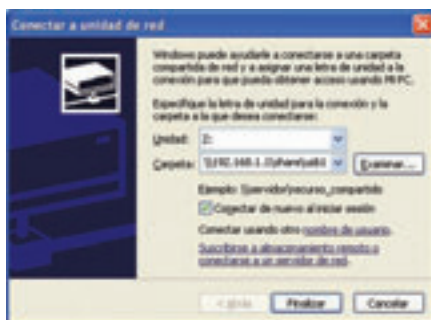 Conectar a unidad de red
Windows puede ayudarle a conectarse a una carpeta
compartida de red y a asignar una letra de unidad a la
conexión para que pueda obtener acceso usando Mi PC.
Especifique la letra de unidad para la conexión y la
carpeta a la que desea conectarse:
Unidad: Z:
Carpeta: Examinar...
Ejemplo: \\servidor\recurso_compartido
Conectar de nuevo al iniciar sesión
Conectar usando otro nombre de usuario.
Suscribirse a almacenamiento remoto o
conectarse a un servidor de red.
< Atrás Finalizar Cancelar